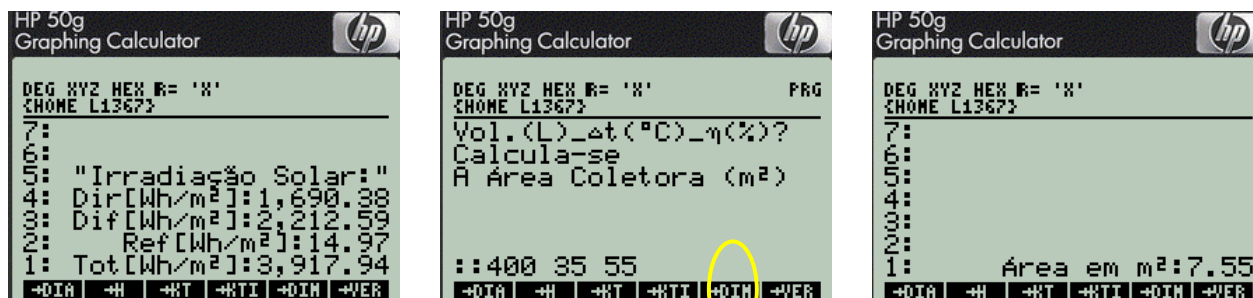 HP 50g
Graphing Calculator
hp
DEG XYZ HEX R= 'X'
{HOME L1367}
7:
6:
5: "Irradiação Solar:"
4: Dir[Wh/m²]:1,690.38
3: Dif[Wh/m²]:2,212.59
2: Ref[Wh/m²]:14.97
1: Tot[Wh/m²]:3,917.94
→DIA →H →KT →KTI →DIM →VER
HP 50g
Graphing Calculator
hp
DEG XYZ HEX R= 'X' PRG
{HOME L1367}
Vol.(L)_△t(°C)_η(%)?
Calcula-se
A Área Coletora (m²)
::400 35 55
→DIA →H →KT →KTI →DIM →VER
HP 50g
Graphing Calculator
hp
DEG XYZ HEX R= 'X'
{HOME L1367}
7:
6:
5:
4:
3:
2:
1: Área em m²:7.55
→DIA →H →KT →KTI →DIM →VER